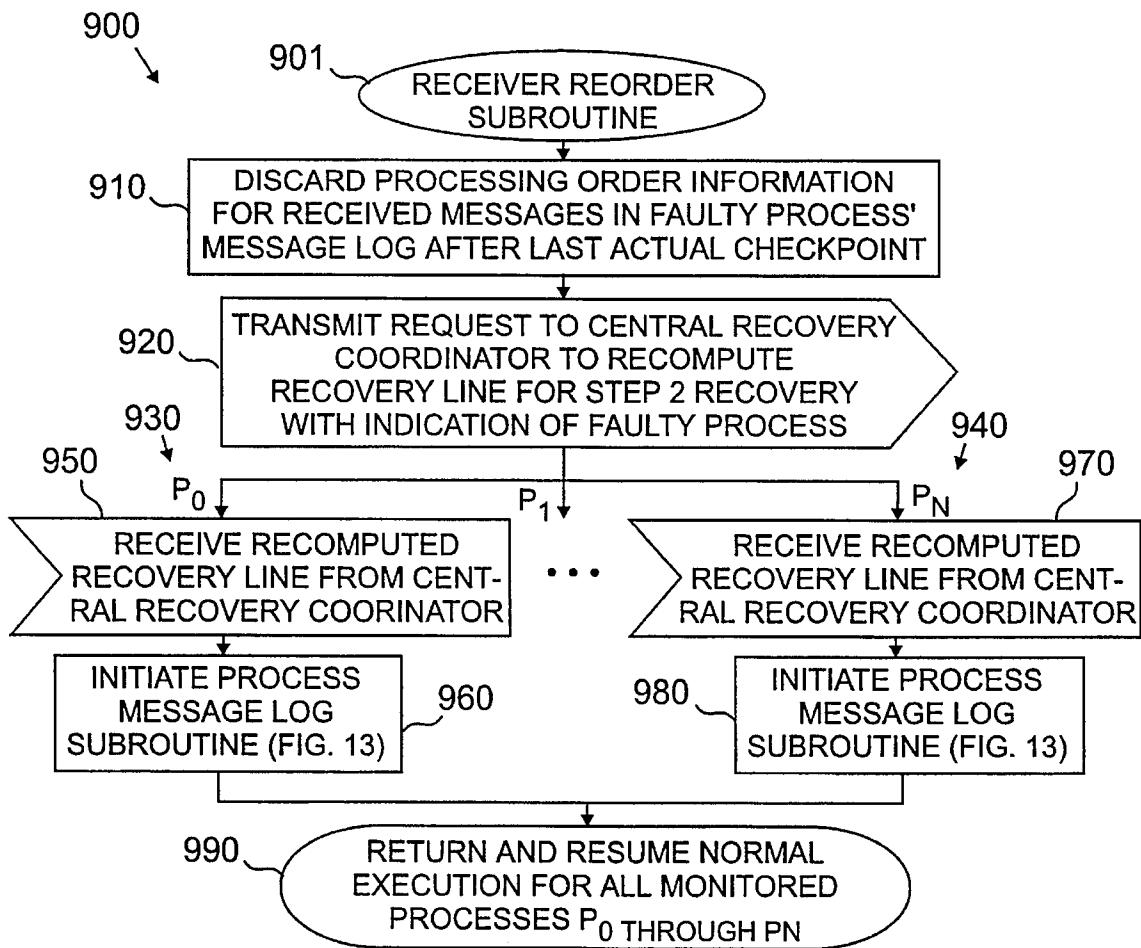 900
901
RECEIVER REORDER
SUBROUTINE
910
DISCARD PROCESSING ORDER INFORMATION
FOR RECEIVED MESSAGES IN FAULTY PROCESS'
MESSAGE LOG AFTER LAST ACTUAL CHECKPOINT
920
TRANSMIT REQUEST TO CENTRAL RECOVERY
COORDINATOR TO RECOMPUTE
RECOVERY LINE FOR STEP 2 RECOVERY
WITH INDICATION OF FAULTY PROCESS
930
940
950
970
P0
P1
PN
RECEIVE RECOMPUTED
RECOVERY LINE FROM CENT-
RAL RECOVERY COORINATOR
• • •
RECEIVE RECOMPUTED
RECOVERY LINE FROM CENT-
RAL RECOVERY COORDINATOR
INITIATE PROCESS
MESSAGE LOG
SUBROUTINE (FIG. 13)
960
980
INITIATE PROCESS
MESSAGE LOG
SUBROUTINE (FIG. 13)
990
RETURN AND RESUME NORMAL
EXECUTION FOR ALL MONITORED
PROCESSES P0 THROUGH PN